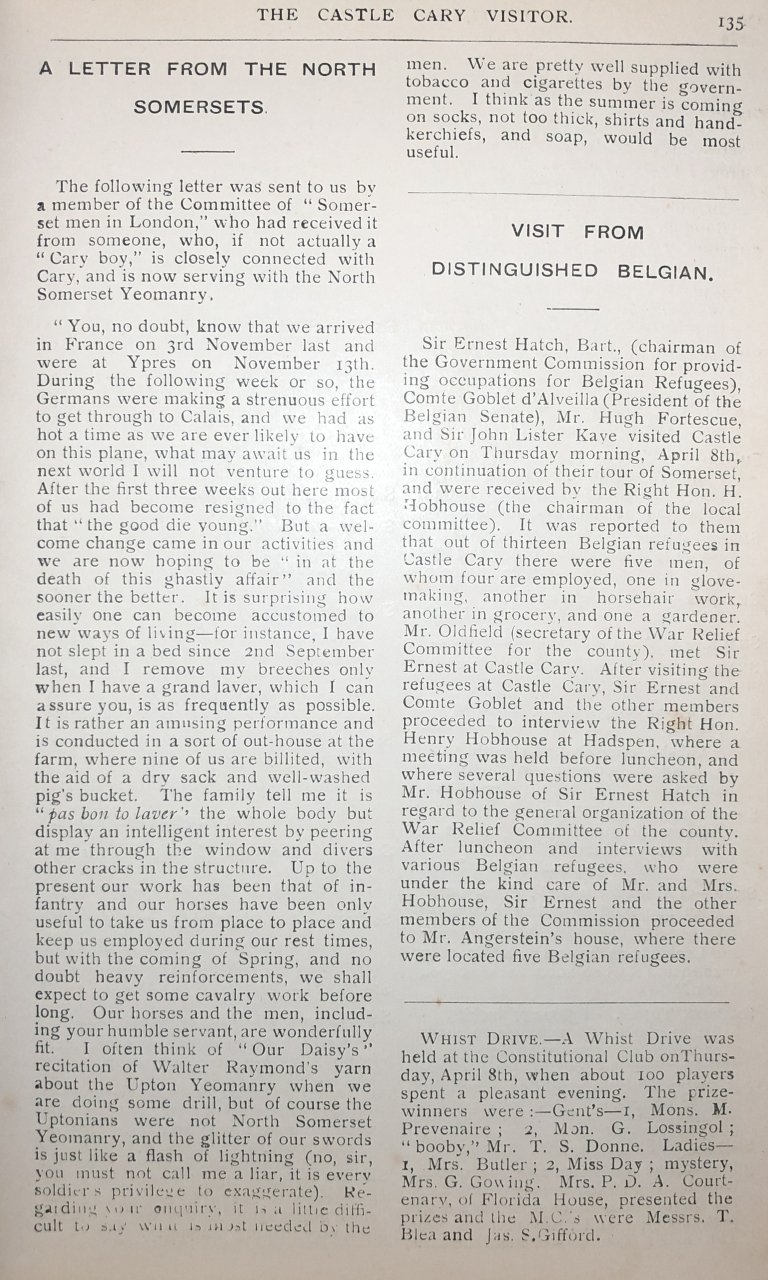 THE CASTLE CARY VISITOR.
135
A LETTER FROM THE NORTH
SOMERSETS.
The following letter was sent to us by
a member of the Committee of " Somer-
set men in London," who had received it
from someone, who, if not actually a
" Cary boy," is closely connected with
Cary, and is now serving with the North
Somerset Yeomanry.
" You, no doubt, know that we arrived
in France on 3rd November last and
were at Ypres on November 13th.
During the following week or so, the
Germans were making a strenuous effort
to get through to Calais, and we had as
hot a time as we are ever likely to have
on this plane, what may await us in the
next world I will not venture to guess.
After the first three weeks out here most
of us had become resigned to the fact
that " the good die young." But a wel-
come change came in our activities and
we are now hoping to be " in at the
death of this ghastly affair" and the
sooner the better. It is surprising how
easily one can become accustomed to
new ways of living—for instance, I have
not slept in a bed since 2nd September
last, and I remove my breeches only
when I have a grand laver, which I can
assure you, is as frequently as possible.
It is rather an amusing performance and
is conducted in a sort of out-house at the
farm, where nine of us are billited, with
the aid of a dry sack and well-washed
pig's bucket. The family tell me it is
" pas bon to laver" the whole body but
display an intelligent interest by peering
at me through the window and divers
other cracks in the structure. Up to the
present our work has been that of in-
fantry and our horses have been only
useful to take us from place to place and
keep us employed during our rest times,
but with the coming of Spring, and no
doubt heavy reinforcements, we shall
expect to get some cavalry work before
long. Our horses and the men, includ-
ing your humble servant, are wonderfully
fit. I often think of " Our Daisy's "
recitation of Walter Raymond's yarn
about the Upton Yeomanry when we
are doing some drill, but of course the
Uptonians were not North Somerset
Yeomanry, and the glitter of our swords
is just like a flash of lightning (no, sir,
you must not call me a liar, it is every
soldier s privilege to exaggerate). Re-
garding your enquiry, it is a little diffi-
cult to say what is most needed by the
men. We are pretty well supplied with
tobacco and cigarettes by the govern-
ment. I think as the summer is coming
on socks, not too thick, shirts and hand-
kerchiefs, and soap, would be most
useful.
VISIT FROM
DISTINGUISHED BELGIAN.
Sir Ernest Hatch, Bart., (chairman of
the Government Commission for provid-
ing occupations for Belgian Refugees),
Comte Goblet d'Alveilla (President of the
Belgian Senate), Mr. Hugh Fortescue,
and Sir John Lister Kaye visited Castle
Cary on Thursday morning, April 8th,
in continuation of their tour of Somerset,
and were received by the Right Hon. H.
Hobhouse (the chairman of the local
committee). It was reported to them
that out of thirteen Belgian refugees in
Castle Cary there were five men, of
whom four are employed, one in glove-
making, another in horsehair work,
another in grocery, and one a gardener.
Mr. Oldfield (secretary of the War Relief
Committee for the county), met Sir
Ernest at Castle Cary. After visiting the
refugees at Castle Cary, Sir Ernest and
Comte Goblet and the other members
proceeded to interview the Right Hon.
Henry Hobhouse at Hadspen, where a
meeting was held before luncheon, and
where several questions were asked by
Mr. Hobhouse of Sir Ernest Hatch in
regard to the general organization of the
War Relief Committee of the county.
After luncheon and interviews with
various Belgian refugees, who were
under the kind care of Mr. and Mrs.
Hobhouse, Sir Ernest and the other
members of the Commission proceeded
to Mr. Angerstein's house, where there
were located five Belgian refugees.
WHIST DRIVE.—A Whist Drive was
held at the Constitutional Club onThurs-
day, April 8th, when about 100 players
spent a pleasant evening. The prize-
winners were :—Gent's—1, Mons. M.
Prevenaire ; 2, Mon. G. Lossingol ;
" booby," Mr. T. S. Donne. Ladies—
1, Mrs. Butler ; 2, Miss Day ; mystery,
Mrs. G. Gowing. Mrs. P. D. A. Court-
enary, of Florida House, presented the
prizes and the M.C.'s were Messrs. T.
Blea and Jas. S. Gifford.